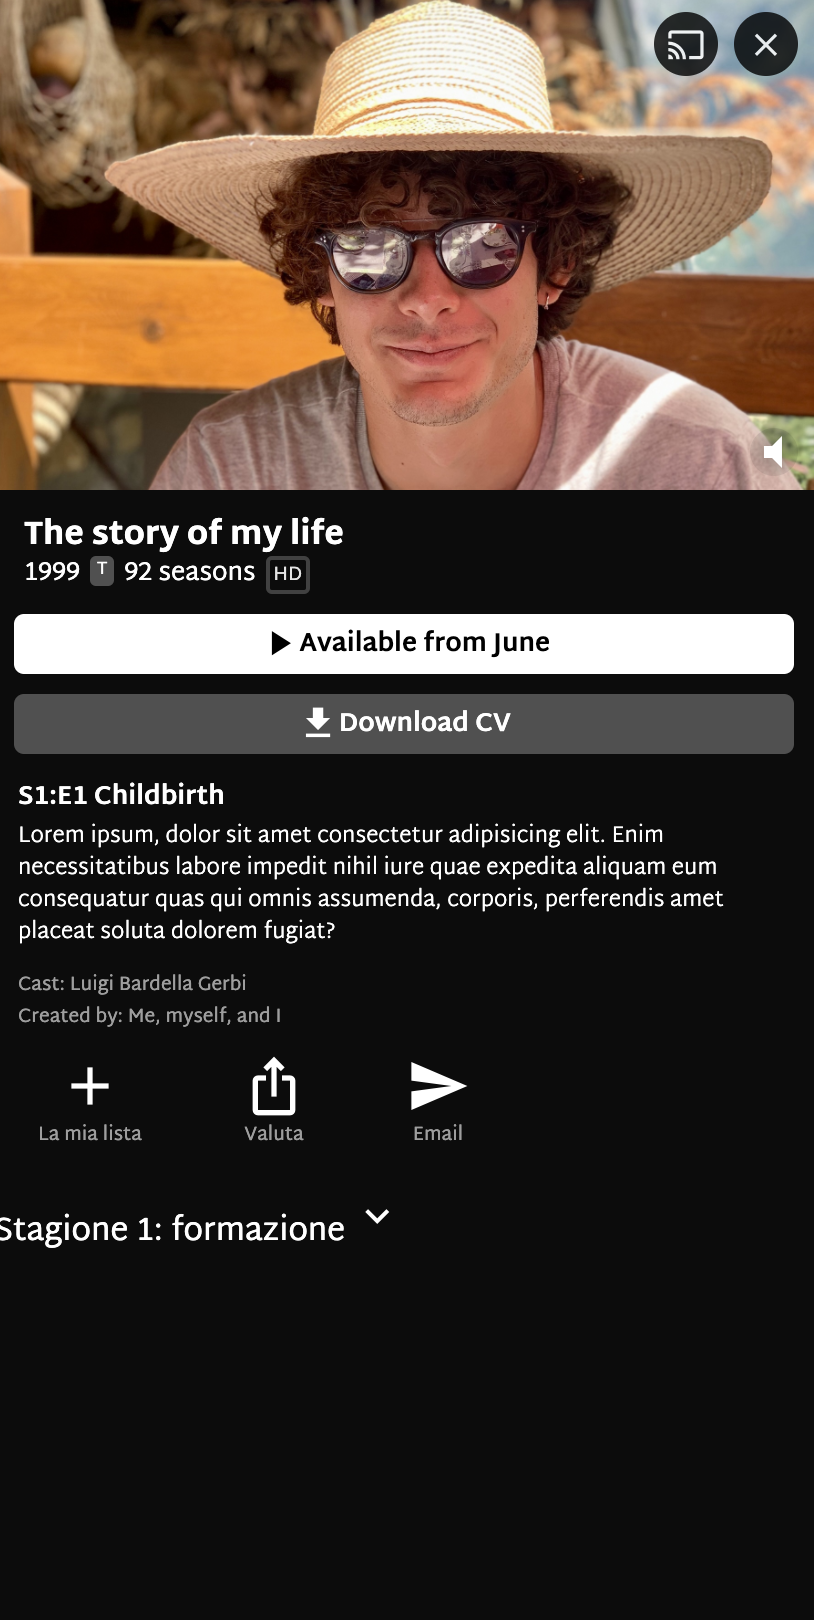 The story of my life
1999 T 92 seasons HD
Available from June
Download CV
S1:E1 Childbirth
Lorem ipsum, dolor sit amet consectetur adipisicing elit. Enim
necessitatibus labore impedit nihil iure quae expedita aliquam eum
consequatur quas qui omnis assumenda, corporis, perferendis amet
placeat soluta dolorem fugiat?
Cast: Luigi Bardella Gerbi
Created by: Me, myself, and I
La mia lista Valuta Email
Stagione 1: formazione